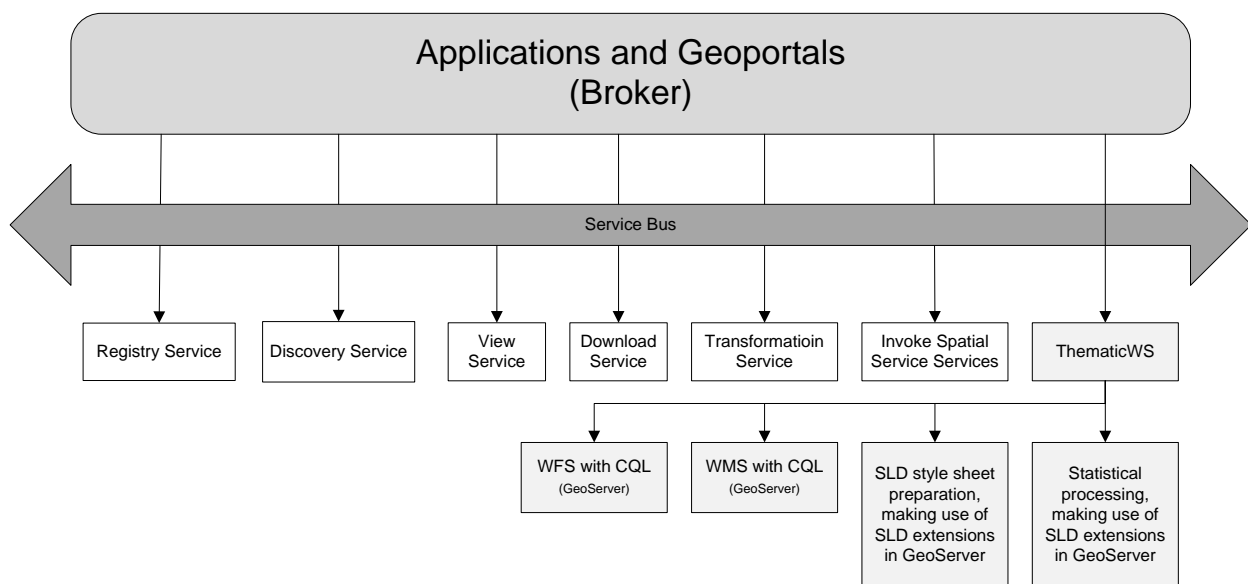 Applications and Geoportals
(Broker)
Service Bus
Registry Service
Discovery Service
View
Service
Download
Service
Transformatioin
Service
Invoke Spatial
Service Services
ThematicWS
WFS with CQL
(GeoServer)
WMS with CQL
(GeoServer)
SLD style sheet
preparation,
making use of
SLD extensions
in GeoServer
Statistical
processing,
making use of
SLD extensions
in GeoServer